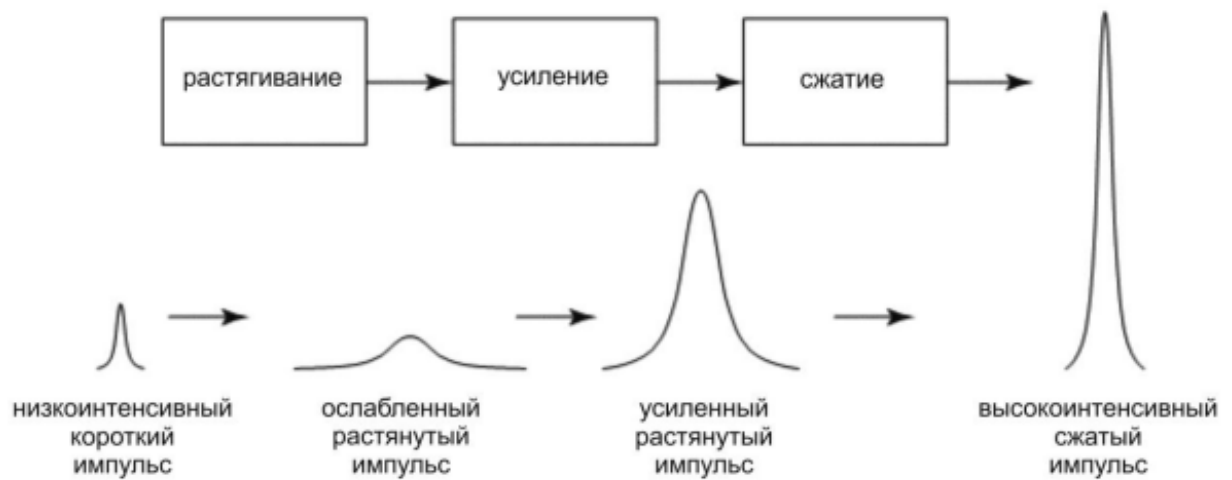 растягивание
усиление
сжатие
низкоинтенсивный
короткий
импульс
ослабленный
растянутый
импульс
усиленный
растянутый
импульс
высокоинтенсивный
сжатый
импульс